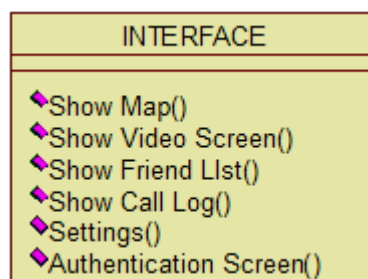 INTERFACE
Show Map()
Show Video Screen()
Show Friend LIst()
Show Call Log()
Settings()
Authentication Screen()